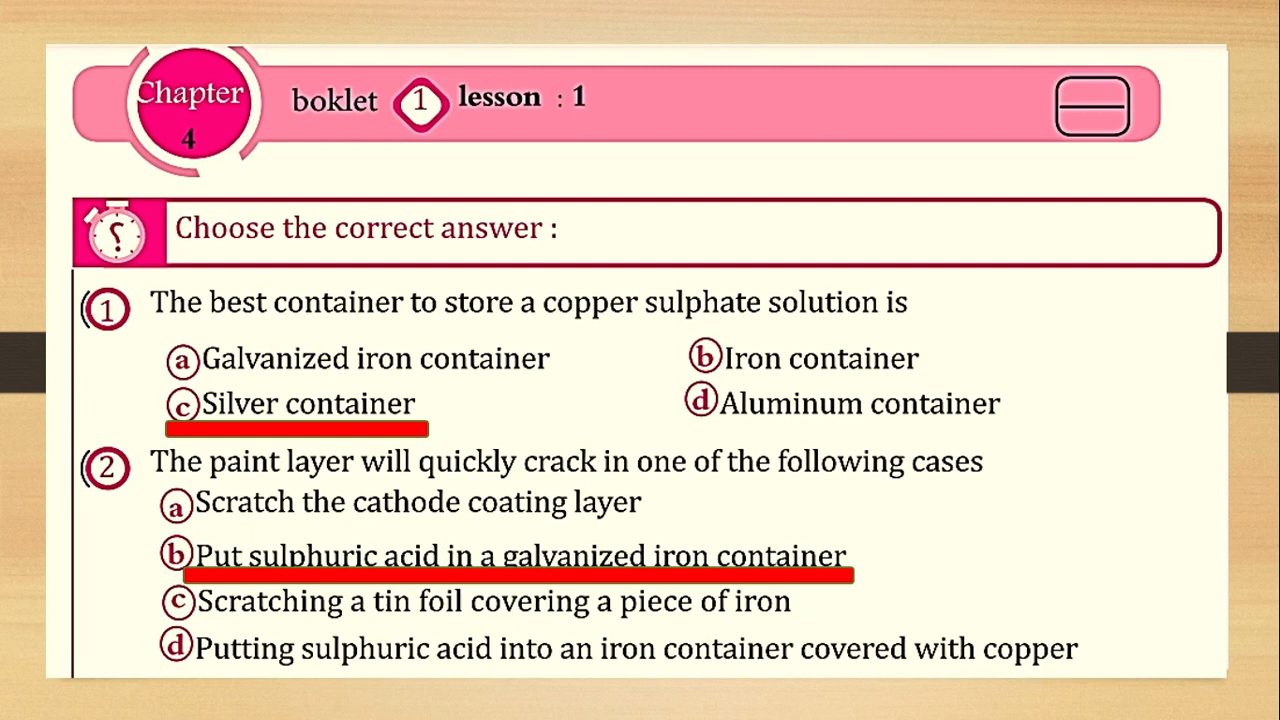 Chapter
4
boklet 1 lesson : 1
؟ Choose the correct answer :
1 The best container to store a copper sulphate solution is
a Galvanized iron container b Iron container
c Silver container d Aluminum container
2 The paint layer will quickly crack in one of the following cases
a Scratch the cathode coating layer
b Put sulphuric acid in a galvanized iron container
c Scratching a tin foil covering a piece of iron
d Putting sulphuric acid into an iron container covered with copper